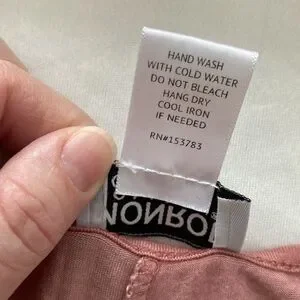 HAND WASH
WITH COLD WATER
DO NOT BLEACH
HANG DRY
COOL IRON
IF NEEDED
RN#153783